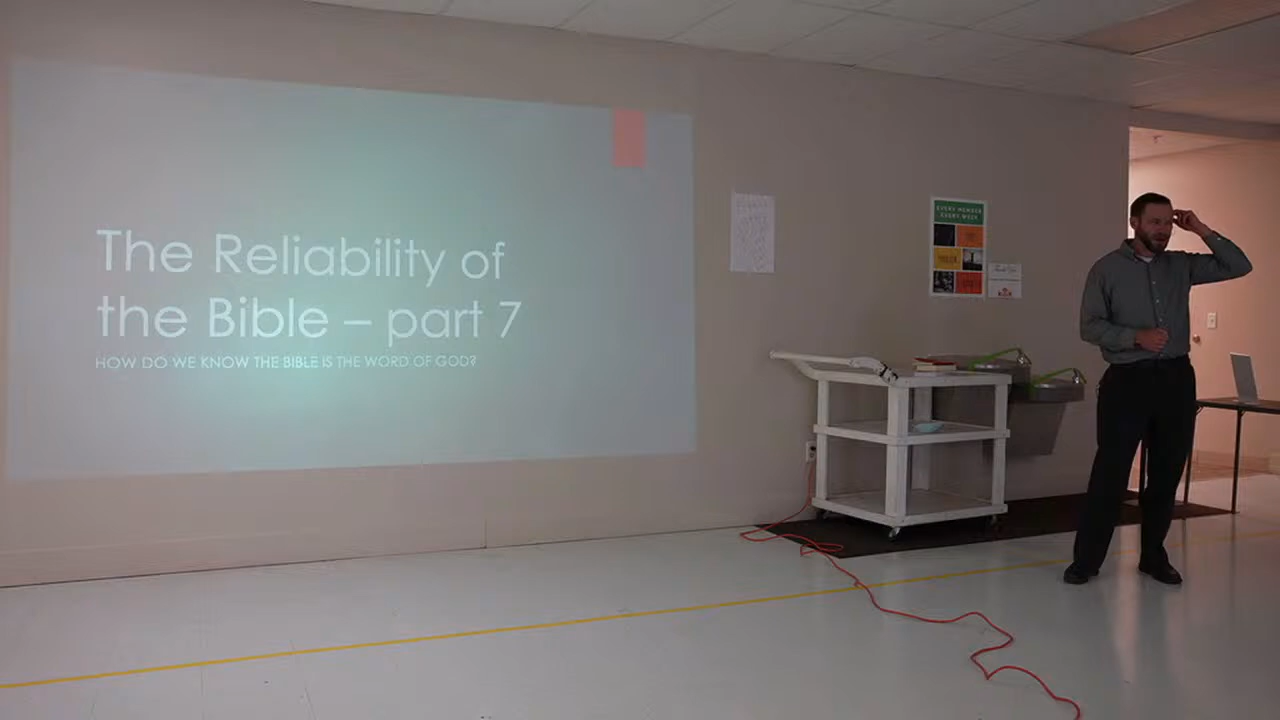 The Reliability of
the Bible – part 7
HOW DO WE KNOW THE BIBLE IS THE WORD OF GOD?
EVERY MEMBER
EVERY WEEK